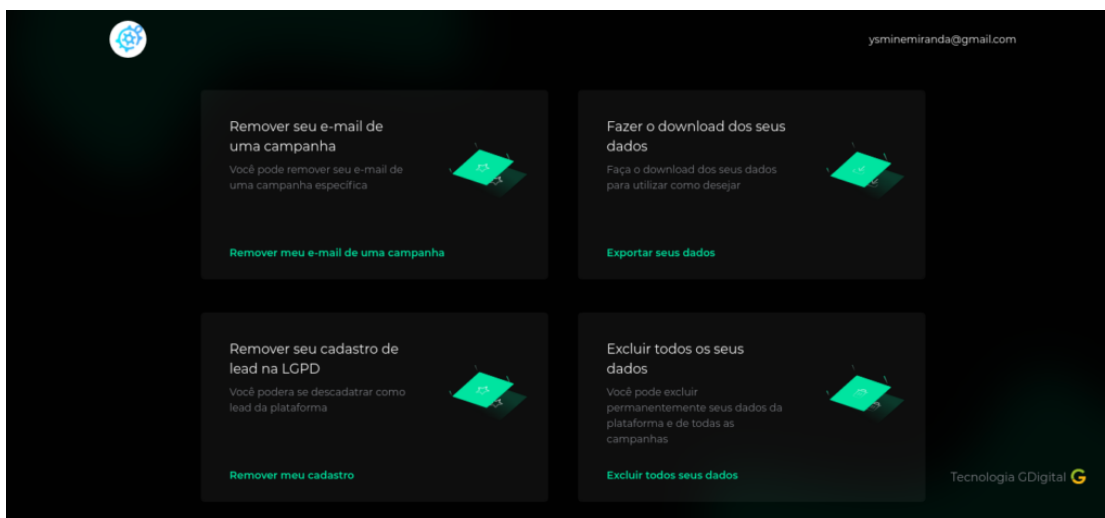 ysminemiranda@gmail.com
Remover seu e-mail de
uma campanha
Você pode remover seu e-mail de
uma campanha específica
Remover meu e-mail de uma campanha
Fazer o download dos seus
dados
Faça o download dos seus dados
para utilizar como desejar
Exportar seus dados
Remover seu cadastro de
lead na LGPD
Você podera se descadatrar como
lead da plataforma
Remover meu cadastro
Excluir todos os seus
dados
Você pode excluir
permanentemente seus dados da
plataforma e de todas as
campanhas
Excluir todos seus dados
Tecnologia GDigital G